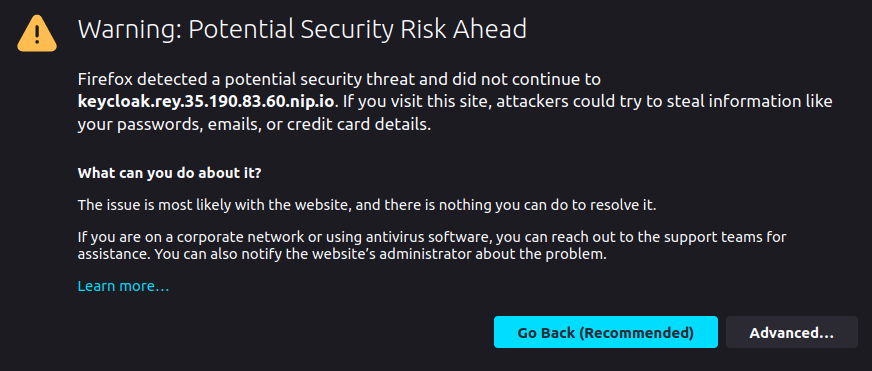 Warning: Potential Security Risk Ahead
Firefox detected a potential security threat and did not continue to
keycloak.rey.35.190.83.60.nip.io. If you visit this site, attackers could try to steal information like
your passwords, emails, or credit card details.
What can you do about it?
The issue is most likely with the website, and there is nothing you can do to resolve it.
If you are on a corporate network or using antivirus software, you can reach out to the support teams for
assistance. You can also notify the website’s administrator about the problem.
Learn more…
Go Back (Recommended)
Advanced…